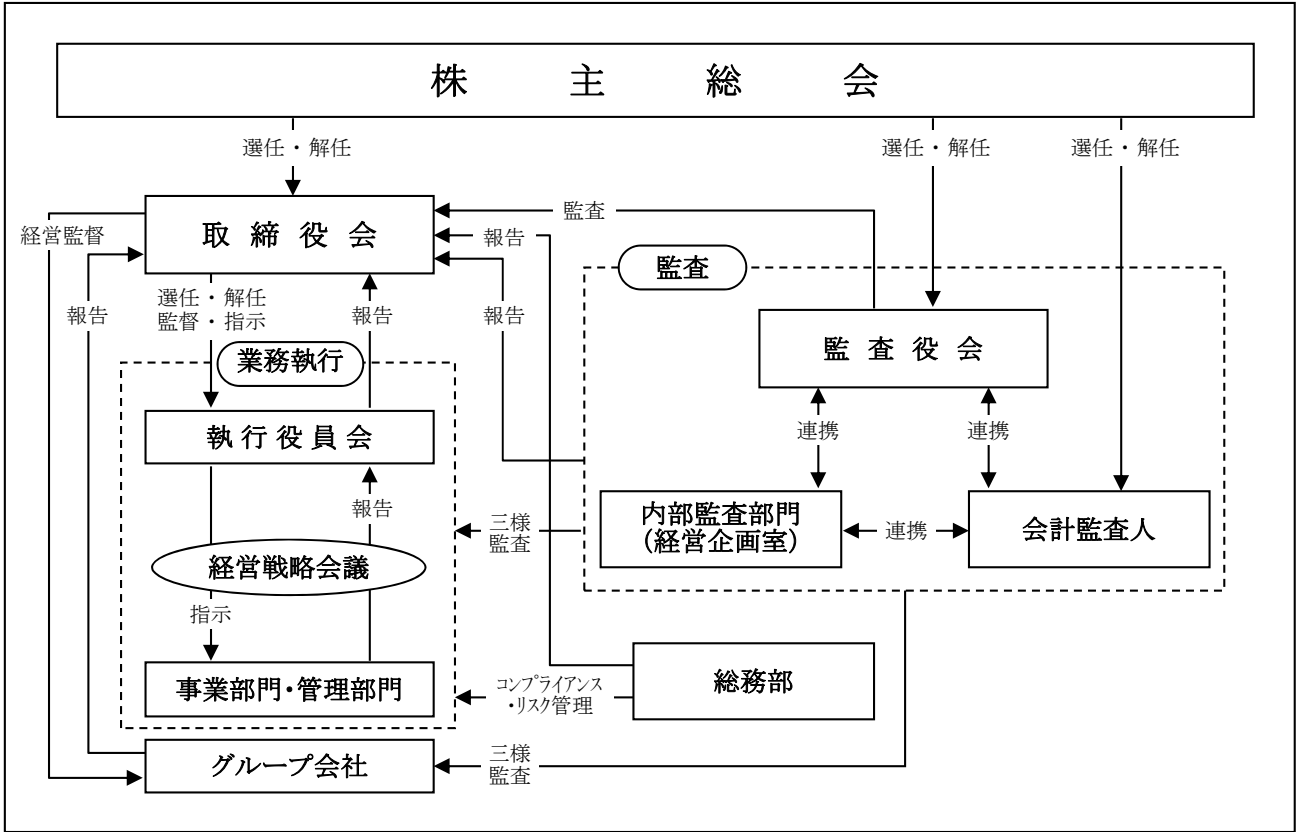 株主総会
選任・解任
選任・解任
選任・解任
取締役会
監査
経営監督
報告
監査
報告
選任・解任
監督・指示
報告
報告
業務執行
監査役会
執行役員会
連携
連携
報告
三様
監査
内部監査部門
（経営企画室）
連携
会計監査人
経営戦略会議
指示
事業部門・管理部門
コンプライアンス
・リスク管理
総務部
グループ会社
三様
監査